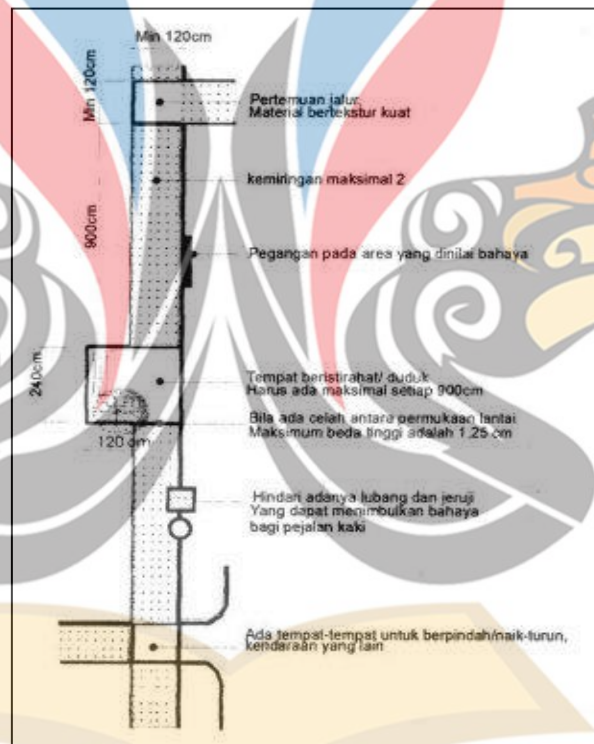 Min 120cm
Min 120cm
Pertemuan jalur,
Material bertekstur kuat
kemiringan maksimal 2
900cm
Pegangan pada area yang dinilai bahaya
240cm
Tempat beristirahat/ duduk
Harus ada maksimal setiap 900cm
Bila ada celah antara permukaan lantai
Maksimum beda tinggi adalah 1.25 cm
120 cm
Hindari adanya lubang dan jeruji
Yang dapat menimbulkan bahaya
bagi pejalan kaki
Ada tempat-tempat untuk berpindah/naik-turun,
kendaraan yang lain